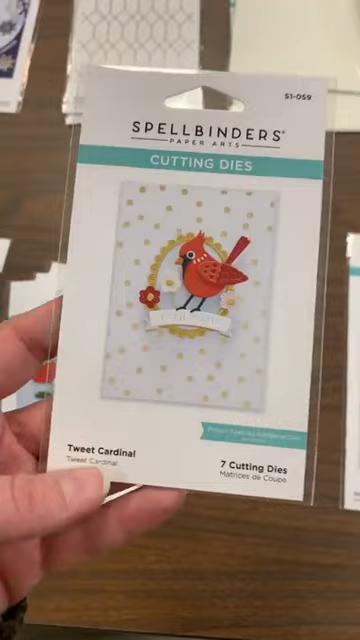 S1-059
SPELLBINDERS®
PAPER ARTS
CUTTING DIES
Tweet Cardinal
Tweet Cardinal
7 Cutting Dies
Matrices de Coupe